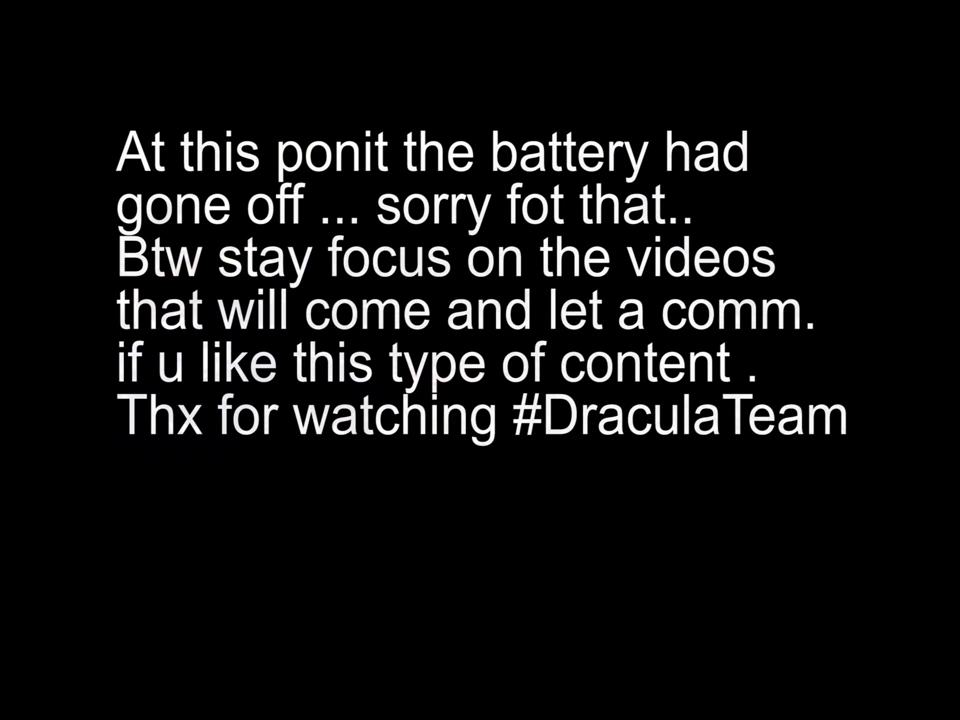 At this ponit the battery had
gone off ... sorry fot that..
Btw stay focus on the videos
that will come and let a comm.
if u like this type of content .
Thx for watching #DraculaTeam